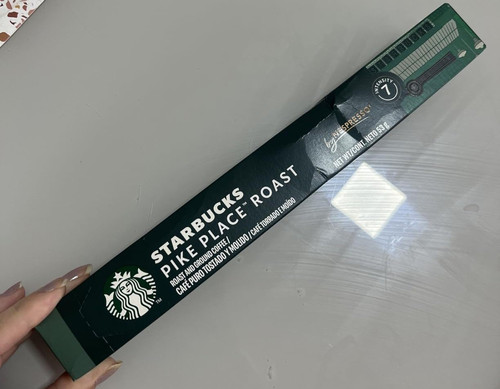 STARBUCKS
PIKE PLACE™ ROAST
ROAST AND GROUND COFFEE /
CAFÉ PURO TOSTADO Y MOLIDO / CAFÉ TORRADO E MOÍDO
TM
by NESPRESSO
NET WT/CONT. NETO 53 g
INTENSITY
7